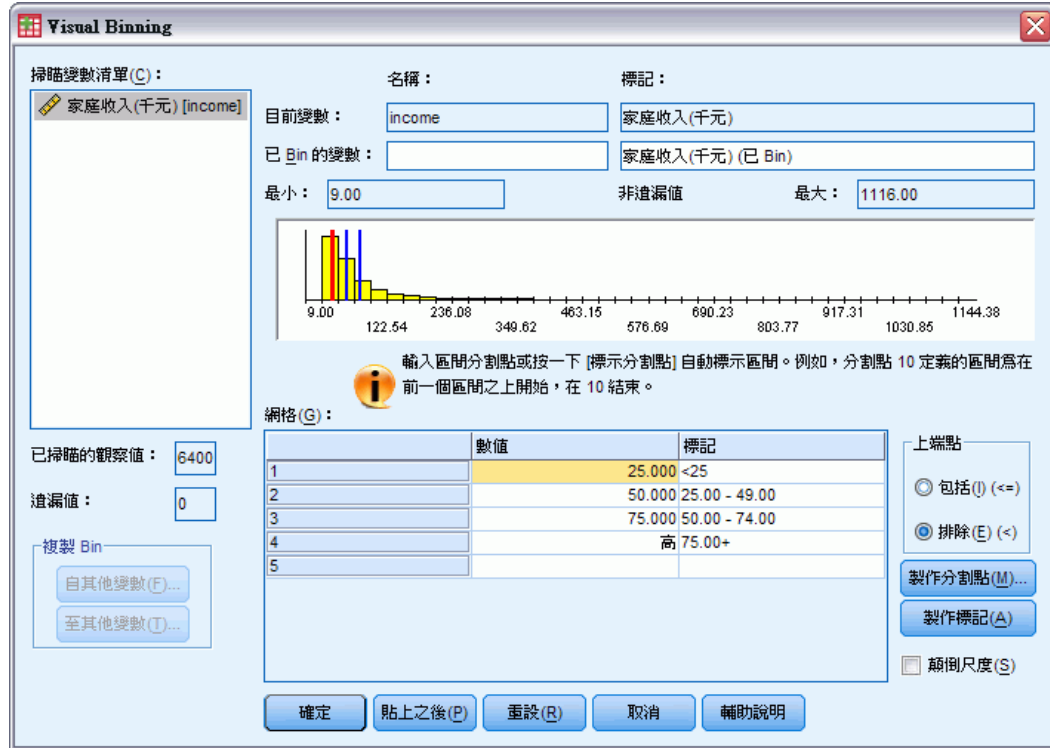 Visual Binning
掃瞄變數清單(C)：
家庭收入(千元) [income]
名稱： 標記：
目前變數： income 家庭收入(千元)
已 Bin 的變數： 家庭收入(千元) (已 Bin)
最小： 9.00 非遺漏值 最大： 1116.00
9.00 236.08 463.15 690.23 917.31 1144.38
122.54 349.62 576.69 803.77 1030.85
輸入區間分割點或按一下 [標示分割點] 自動標示區間。例如，分割點 10 定義的區間為在
前一個區間之上開始，在 10 結束。
網格(G)：
數值 標記
1 25.000 <25
2 50.000 25.00 - 49.00
3 75.000 50.00 - 74.00
4 高 75.00+
5
已掃瞄的觀察值： 6400
遺漏值： 0
複製 Bin
自其他變數(F)...
至其他變數(T)...
上端點
包括(I) (<=)
排除(E) (<)
製作分割點(M)...
製作標記(A)
顛倒尺度(S)
確定 貼上之後(P) 重設(R) 取消 輔助說明